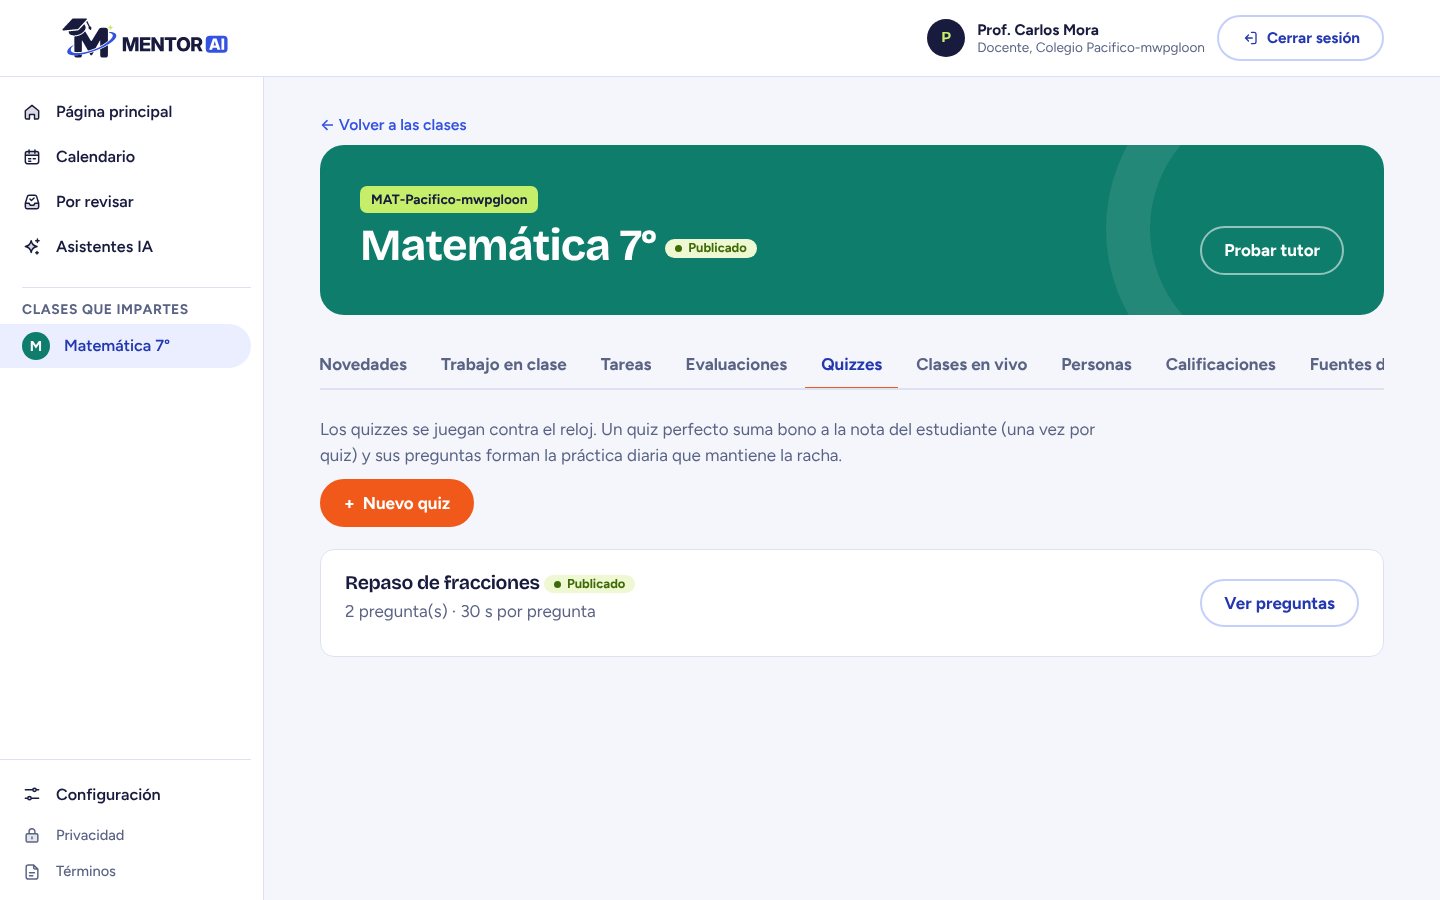 MENTOR AI
Prof. Carlos Mora
P
Docente, Colegio Pacifico-mwpgloon
Cerrar sesión
Página principal
Calendario
Por revisar
Asistentes IA
CLASES QUE IMPARTES
M Matemática 7°
Configuración
Privacidad
Términos
← Volver a las clases
MAT-Pacifico-mwpgloon
Matemática 7° Publicado
Probar tutor
Novedades Trabajo en clase Tareas Evaluaciones Quizzes Clases en vivo Personas Calificaciones Fuentes d
Los quizzes se juegan contra el reloj. Un quiz perfecto suma bono a la nota del estudiante (una vez por
quiz) y sus preguntas forman la práctica diaria que mantiene la racha.
+ Nuevo quiz
Repaso de fracciones Publicado
2 pregunta(s) · 30 s por pregunta
Ver preguntas